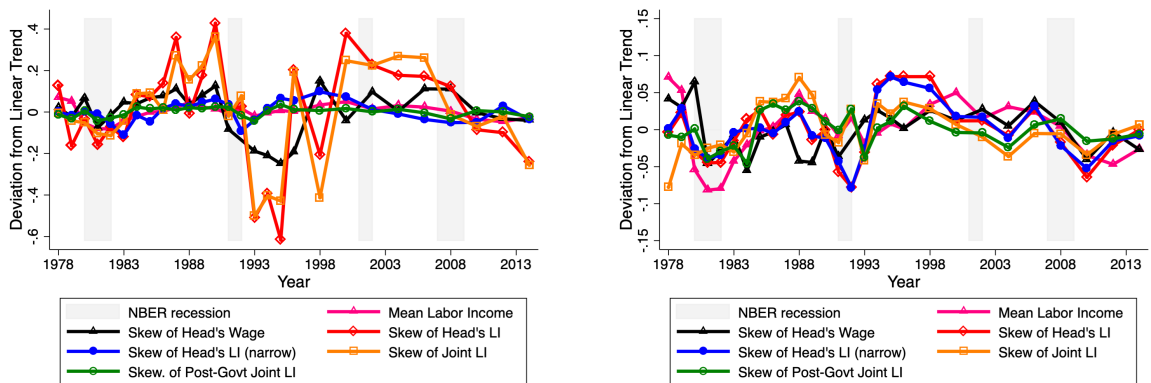 Deviation from Linear Trend
.4
.2
0
-.2
-.4
-.6
1978 1983 1988 1993 1998 2003 2008 2013
Year
NBER recession Mean Labor Income
Skew of Head's Wage Skew of Head's LI
Skew of Head's LI (narrow) Skew of Joint LI
Skew. of Post-Govt Joint LI
Deviation from Linear Trend
.15
.1
.05
0
-.05
-.1
-.15
1978 1983 1988 1993 1998 2003 2008 2013
Year
NBER recession Mean Labor Income
Skew of Head's Wage Skew of Head's LI
Skew of Head's LI (narrow) Skew of Joint LI
Skew of Post-Govt Joint LI